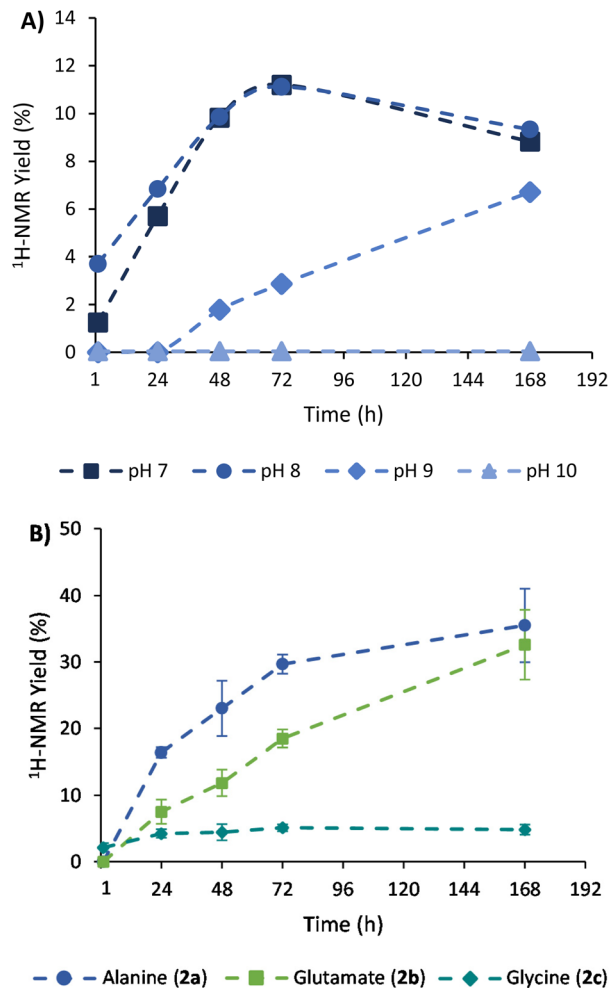 A)
14
12
10
8
6
4
2
0
¹H-NMR Yield (%)
1 24 48 72 96 120 144 168 192
Time (h)
pH 7 pH 8 pH 9 pH 10
B)
50
40
30
20
10
0
¹H-NMR Yield (%)
1 24 48 72 96 120 144 168 192
Time (h)
Alanine (2a) Glutamate (2b) Glycine (2c)